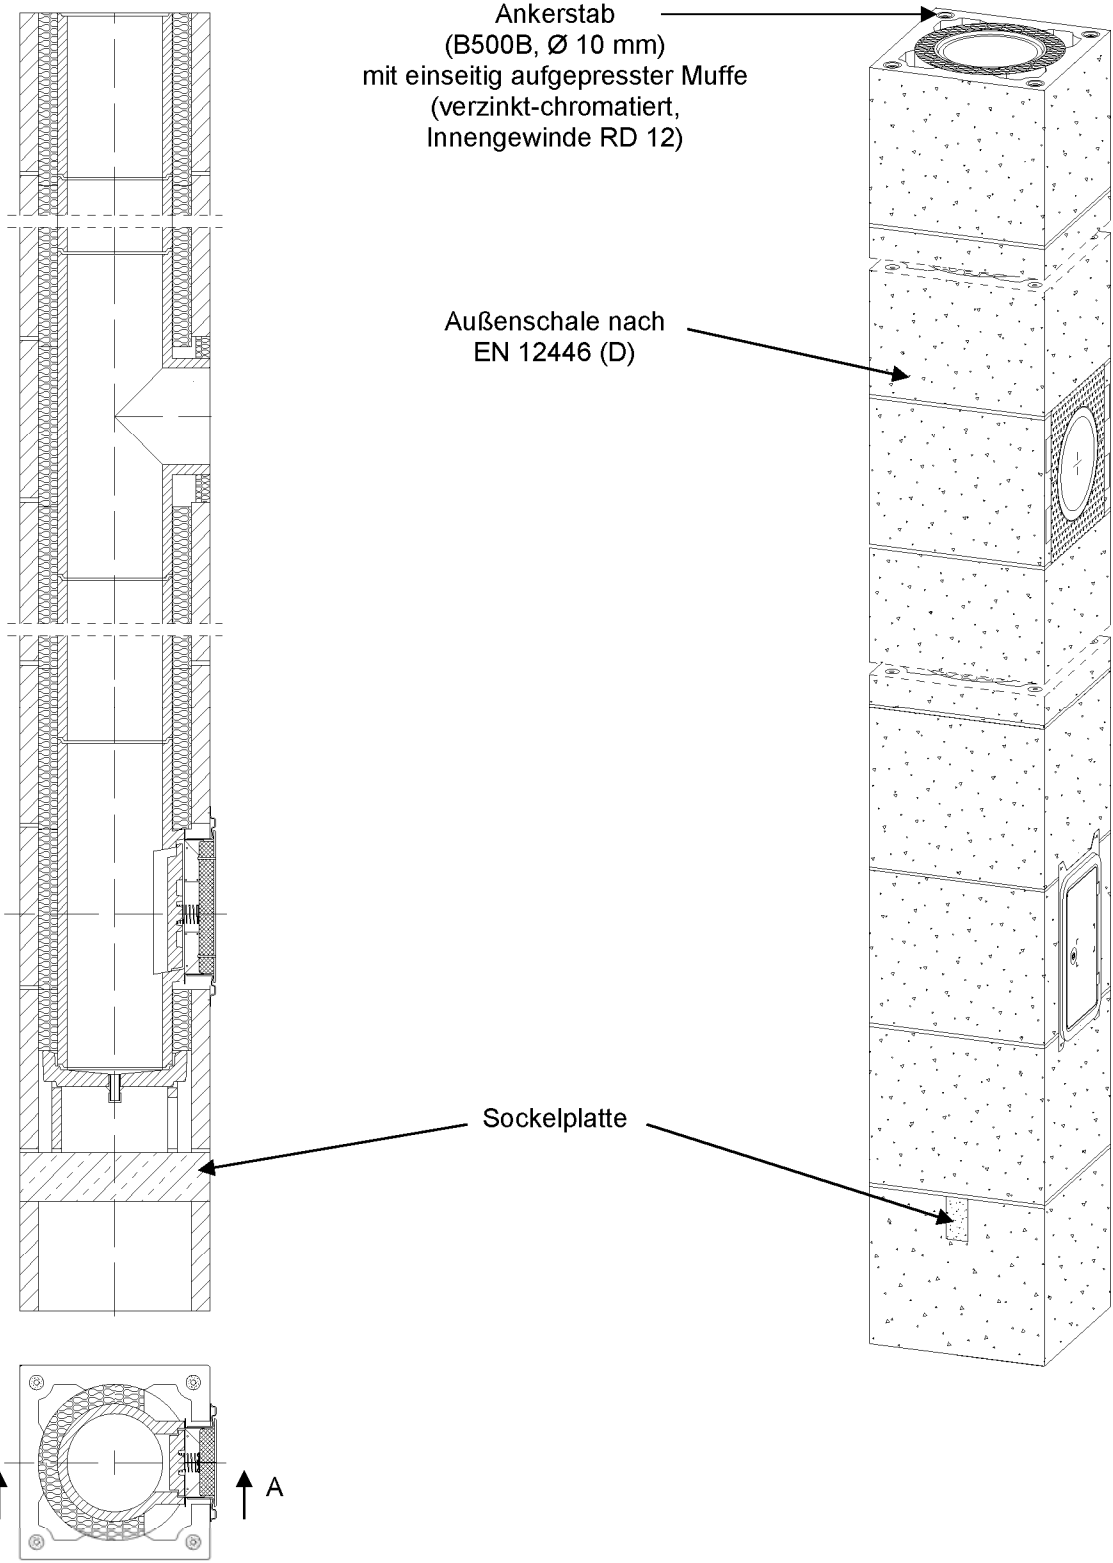 Ankerstab
(B500B, Ø 10 mm)
mit einseitig aufgepresster Muffe
(verzinkt-chromatiert,
Innengewinde RD 12)
Außenschale nach
EN 12446 (D)
Sockelplatte
A